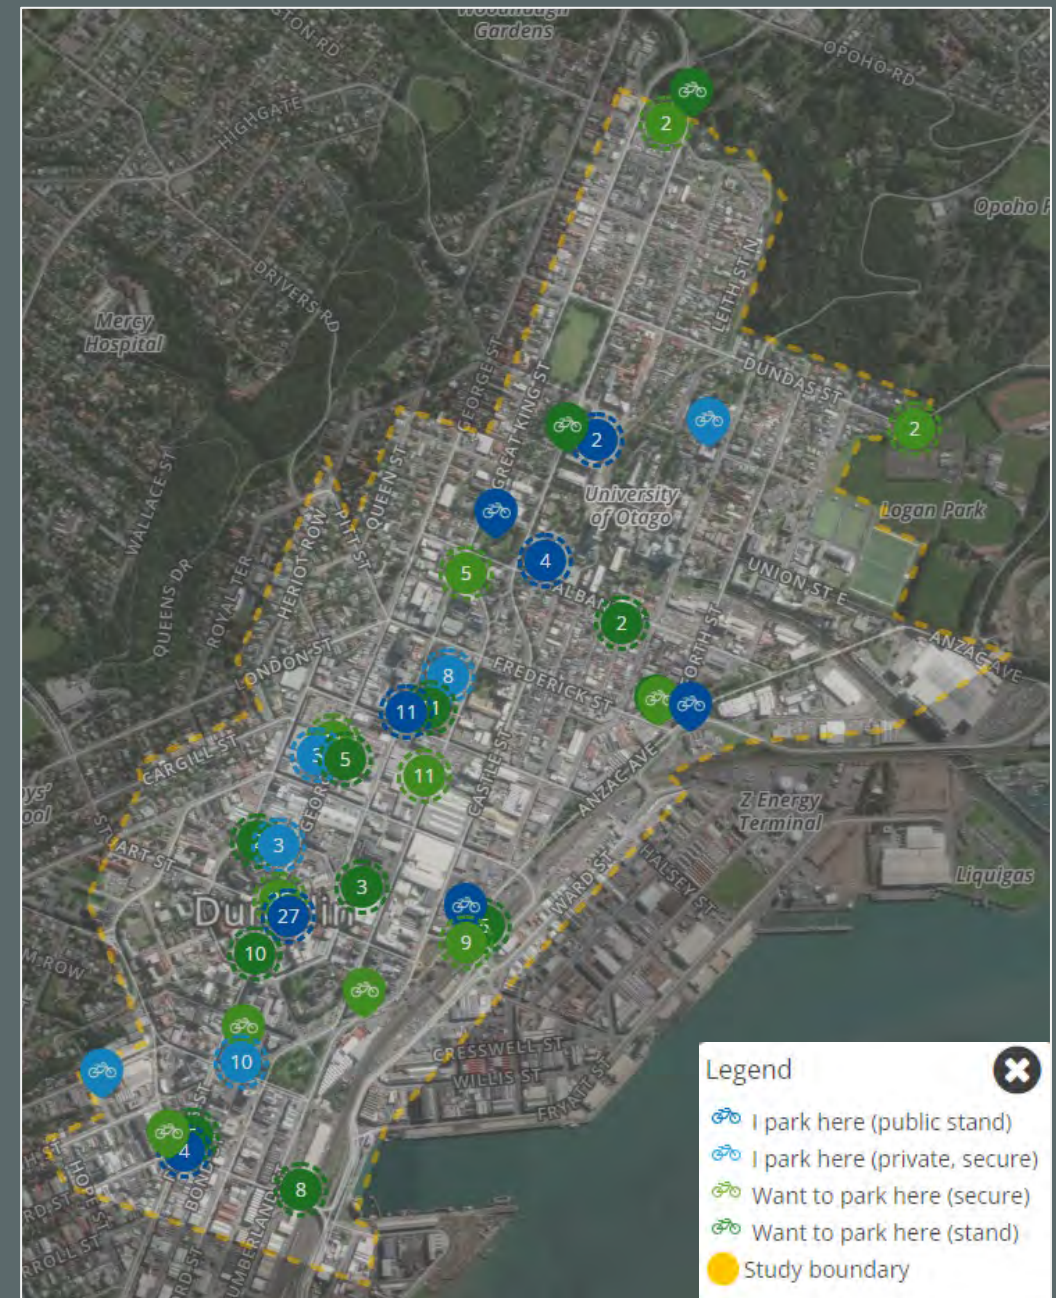 Gardens
OPOHO RD
HIGHGATE
2
Mercy
Hospital
DRIVERS RD
LEITH ST N
GEORGE ST
GREAT KING ST
DUNDAS ST
2
2
WALLACE ST
QUEEN ST
PITT ST
HERIOT ROW
University
of Otago
Logan Park
5
4
UNION ST E
QUEENS DR
ROYAL TER
2
LONDON ST
ANZAC AVE
8
FREDERICK ST
11
CARGILL ST
5
11
CASTLE ST
ANZAC AVE
Z Energy
Terminal
3
3
WARD ST
HALSEY ST
Liquigas
27
9
10
10
CRESSWELL ST
WILLIS ST
FRYATT ST
4
8
Legend
I park here (public stand)
I park here (private, secure)
Want to park here (secure)
Want to park here (stand)
Study boundary